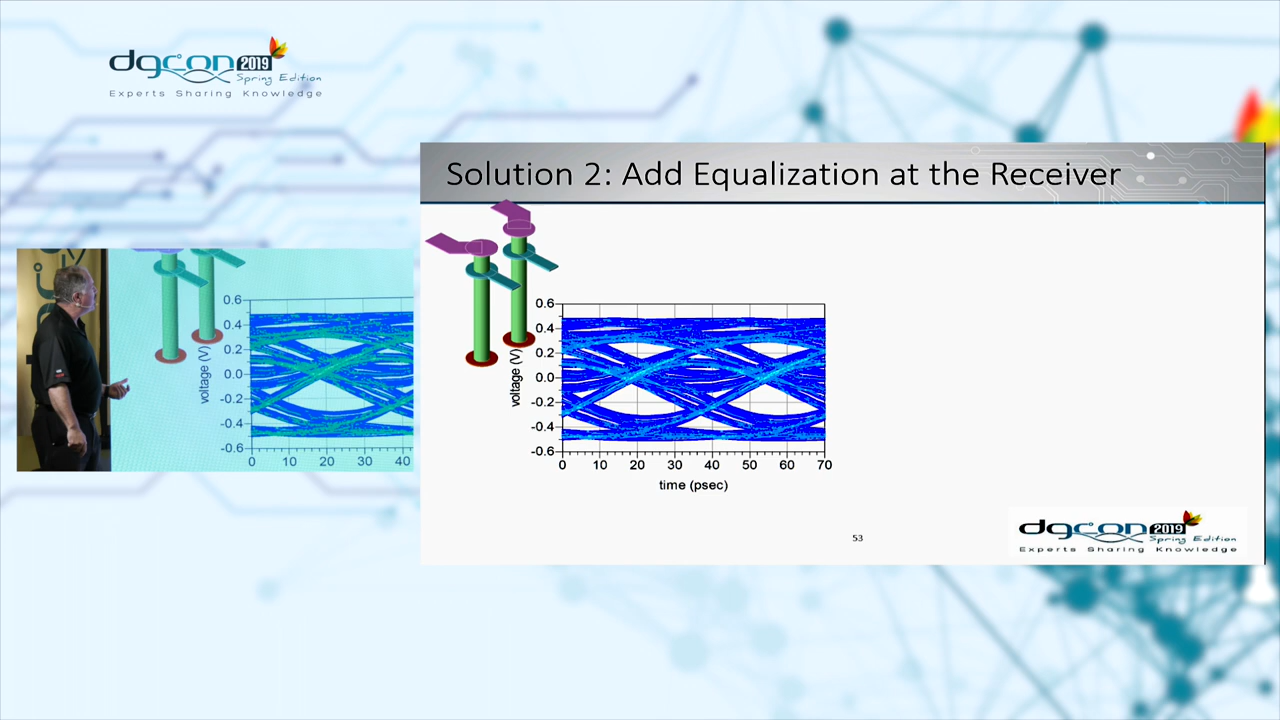 dgcon 2019
Spring Edition
Experts Sharing Knowledge
Solution 2: Add Equalization at the Receiver
0.6
0.4
0.2
0.0
-0.2
-0.4
-0.6
voltage (V)
0 10 20 30 40
0.6
0.4
0.2
0.0
-0.2
-0.4
-0.6
voltage (V)
0 10 20 30 40 50 60 70
time (psec)
53
dgcon 2019
Spring Edition
Experts Sharing Knowledge